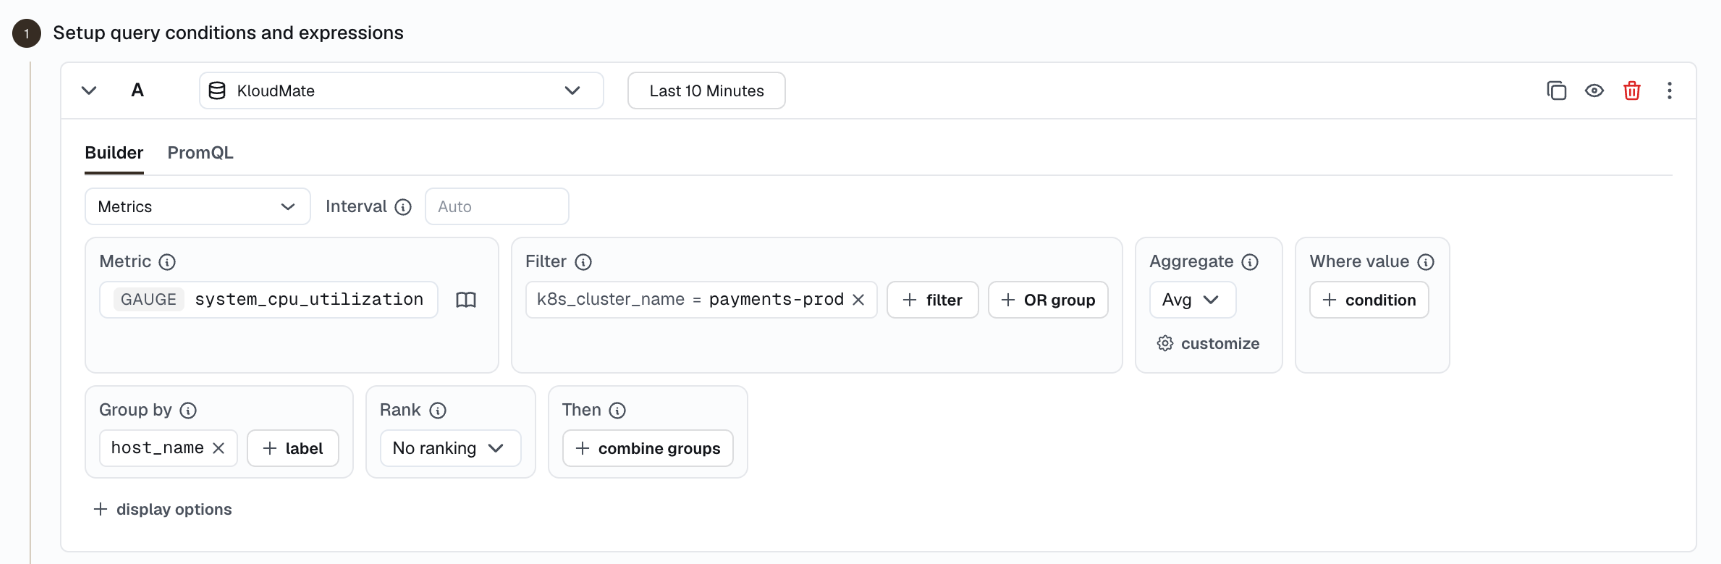 1 Setup query conditions and expressions
A KloudMate Last 10 Minutes
Builder PromQL
Metrics Interval Auto
Metric Filter Aggregate Where value
GAUGE system_cpu_utilization k8s_cluster_name = payments-prod + filter + OR group Avg + condition
customize
Group by Rank Then
host_name + label No ranking + combine groups
+ display options